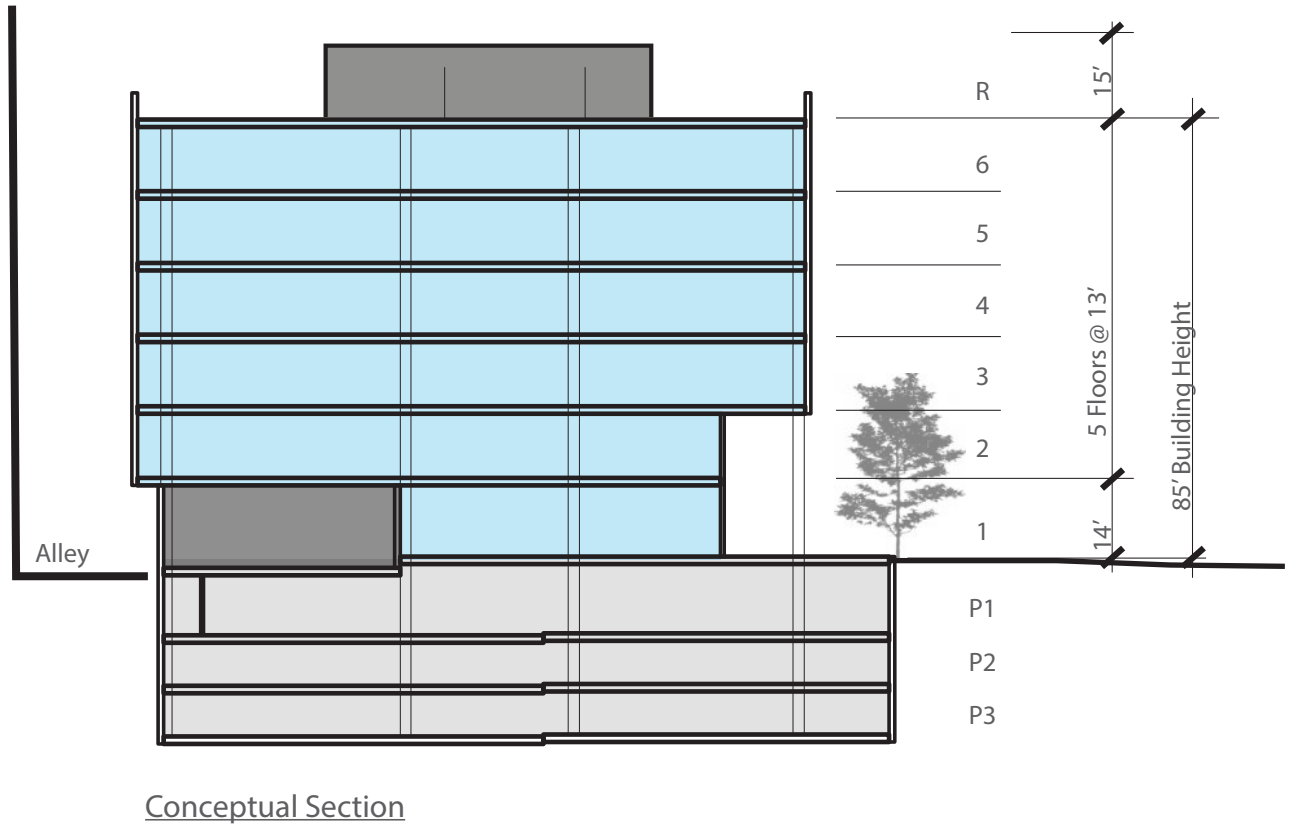 R
15’
6
5
4
3
2
1
5 Floors @ 13’
85’ Building Height
14’
Alley
P1
P2
P3
Conceptual Section